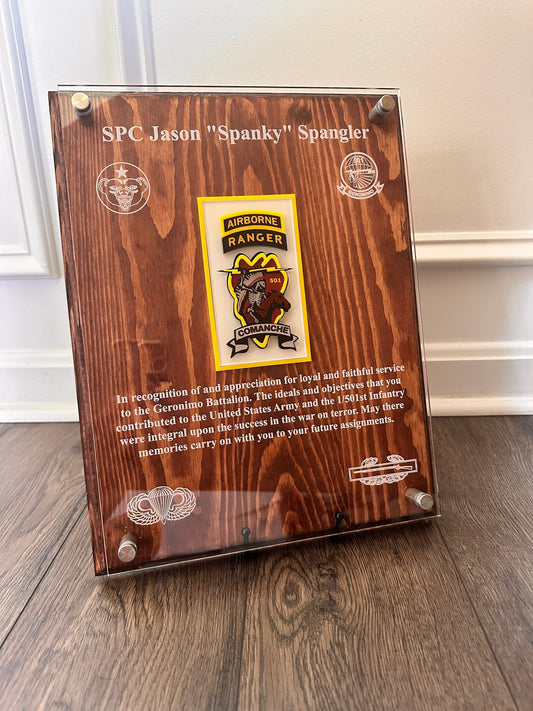 SPC Jason "Spanky" Spangler
501
GERONIMO
AIRBORNE
RANGER
501
COMANCHE
In recognition of and appreciation for loyal and faithful service
to the Geronimo Battalion. The ideals and objectives that you
contributed to the United States Army and the 1/501st Infantry
were integral upon the success in the war on terror. May there
memories carry on with you to your future assignments.